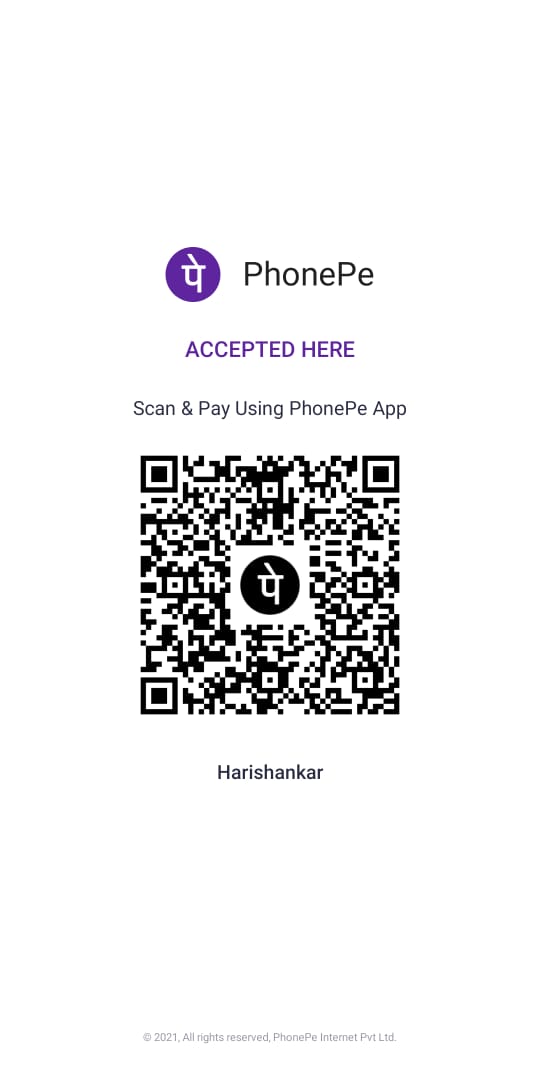 पे PhonePe
ACCEPTED HERE
Scan & Pay Using PhonePe App
पे
Harishankar
© 2021, All rights reserved, PhonePe Internet Pvt Ltd.